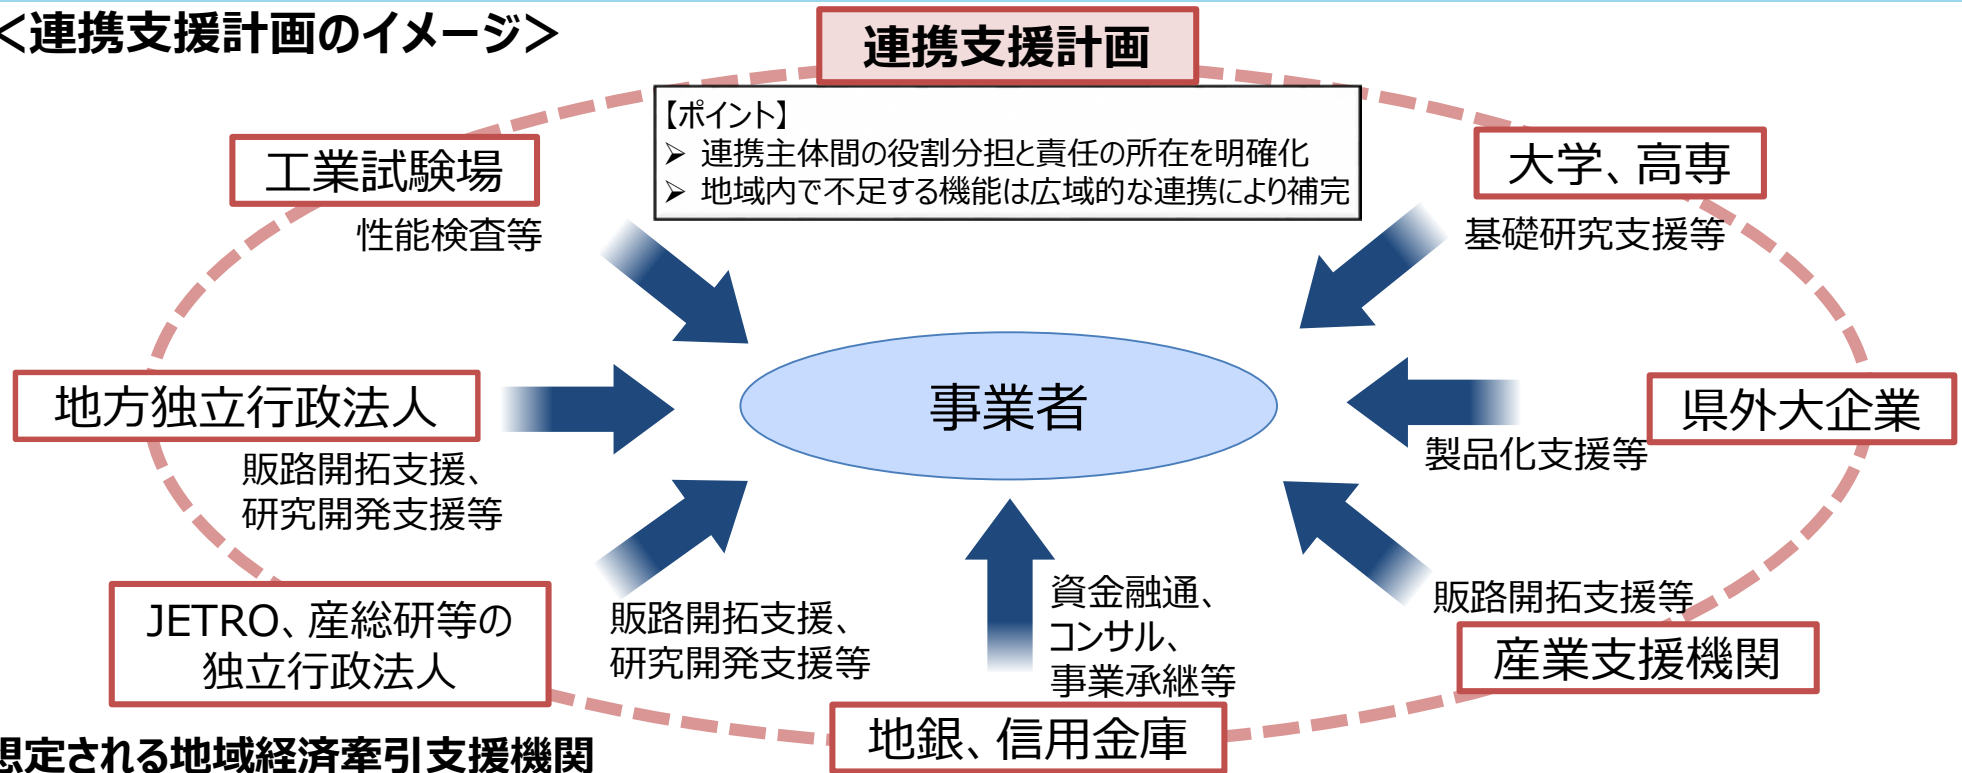 ＜連携支援計画のイメージ＞
連携支援計画
【ポイント】
➢ 連携主体間の役割分担と責任の所在を明確化
➢ 地域内で不足する機能は広域的な連携により補完
工業試験場
性能検査等
大学、高専
基礎研究支援等
地方独立行政法人
販路開拓支援、
研究開発支援等
事業者
県外大企業
製品化支援等
JETRO、産総研等の
独立行政法人
販路開拓支援、
研究開発支援等
資金融通、
コンサル、
事業承継等
地銀、信用金庫
販路開拓支援等
産業支援機関
想定される地域経済牽引支援機関